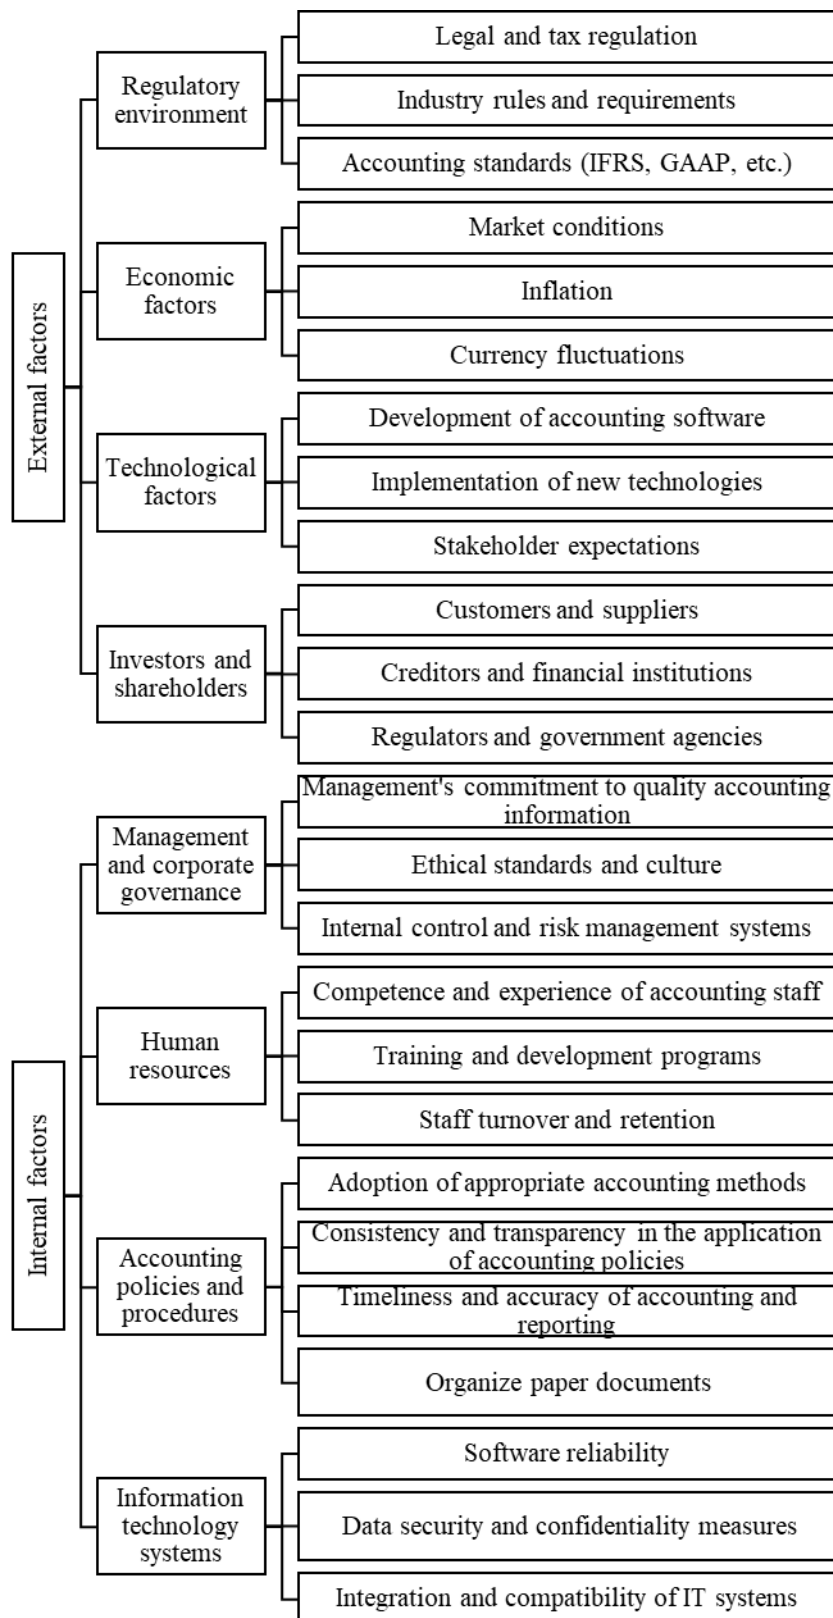 External factors
Regulatory
environment
Legal and tax regulation
Industry rules and requirements
Accounting standards (IFRS, GAAP, etc.)
Economic
factors
Market conditions
Inflation
Currency fluctuations
Technological
factors
Development of accounting software
Implementation of new technologies
Stakeholder expectations
Investors and
shareholders
Customers and suppliers
Creditors and financial institutions
Regulators and government agencies
Internal factors
Management
and corporate
governance
Management's commitment to quality accounting
information
Ethical standards and culture
Internal control and risk management systems
Human
resources
Competence and experience of accounting staff
Training and development programs
Staff turnover and retention
Accounting
policies and
procedures
Adoption of appropriate accounting methods
Consistency and transparency in the application
of accounting policies
Timeliness and accuracy of accounting and
reporting
Organize paper documents
Information
technology
systems
Software reliability
Data security and confidentiality measures
Integration and compatibility of IT systems